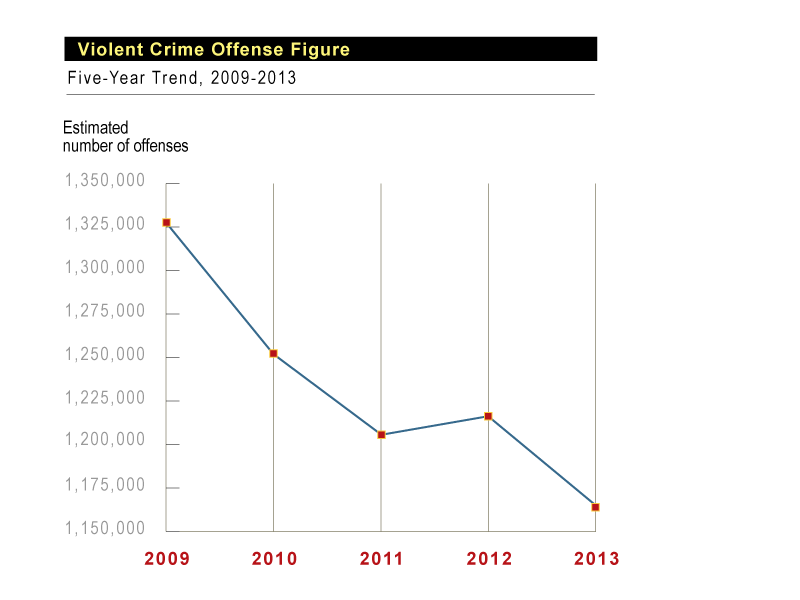 Violent Crime Offense Figure
Five-Year Trend, 2009-2013
Estimated
number of offenses
1,350,000
1,325,000
1,300,000
1,275,000
1,250,000
1,225,000
1,200,000
1,175,000
1,150,000
2009 2010 2011 2012 2013